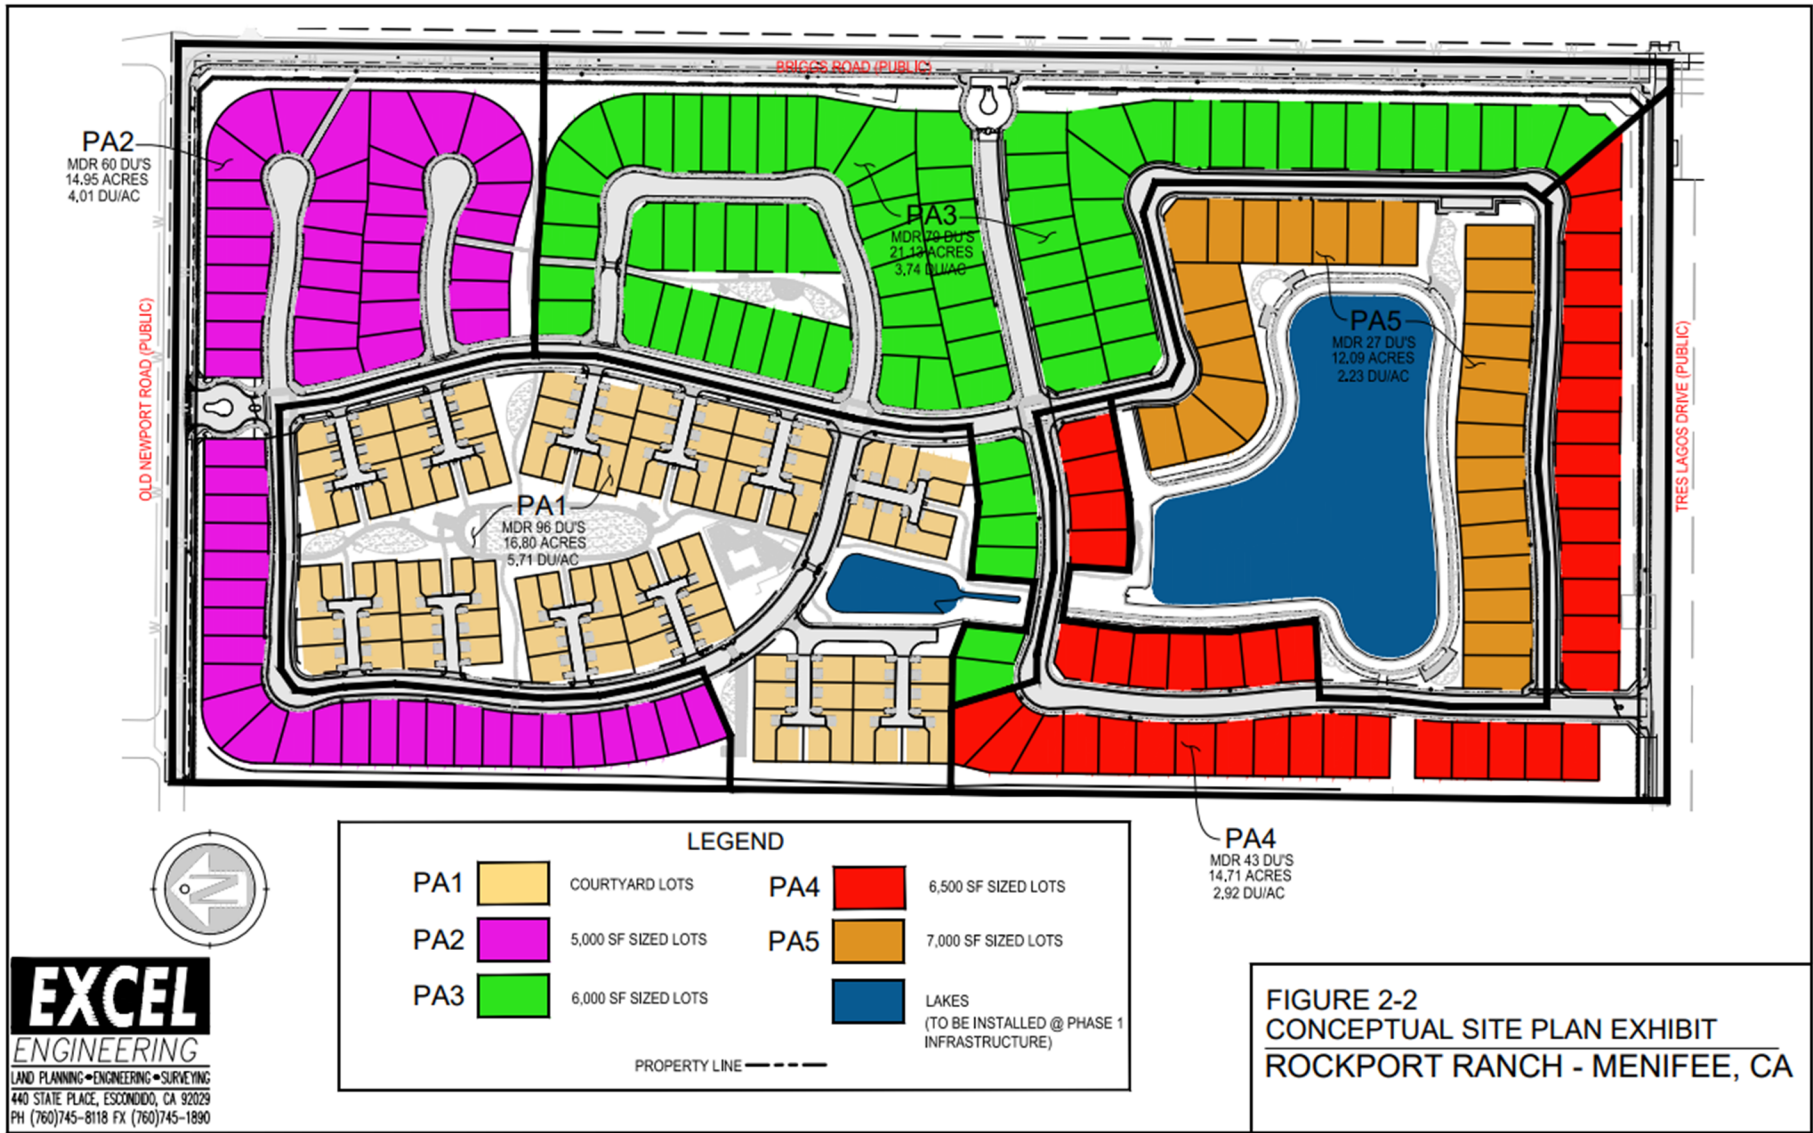 BRIGGS ROAD (PUBLIC)
PA2
MDR 60 DU'S
14.95 ACRES
4.01 DU/AC
PA3
MDR 79 DU'S
21.13 ACRES
3.74 DU/AC
PA5
MDR 27 DU'S
12.09 ACRES
2.23 DU/AC
OLD NEWPORT ROAD (PUBLIC)
TRES LAGOS DRIVE (PUBLIC)
PA1
MDR 96 DU'S
16.80 ACRES
5.71 DU/AC
PA4
MDR 43 DU'S
14.71 ACRES
2.92 DU/AC
N
LEGEND
PA1 COURTYARD LOTS
PA2 5,000 SF SIZED LOTS
PA3 6,000 SF SIZED LOTS
PA4 6,500 SF SIZED LOTS
PA5 7,000 SF SIZED LOTS
LAKES
(TO BE INSTALLED @ PHASE 1
INFRASTRUCTURE)
PROPERTY LINE
EXCEL
ENGINEERING
LAND PLANNING•ENGINEERING•SURVEYING
440 STATE PLACE, ESCONDIDO, CA 92029
PH (760)745-8118 FX (760)745-1890
FIGURE 2-2
CONCEPTUAL SITE PLAN EXHIBIT
ROCKPORT RANCH - MENIFEE, CA